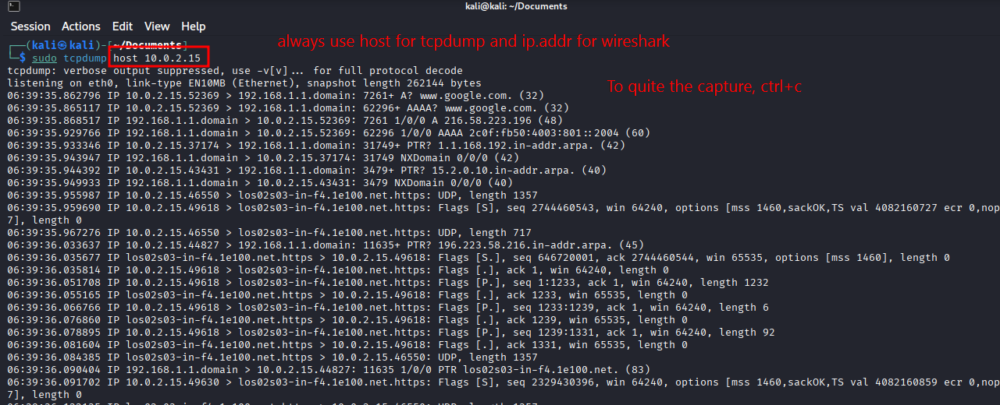 kali@kali: ~/Documents
Session Actions Edit View Help
┌──(kali㉿kali)-[~/Documents]
always use host for tcpdump and ip.addr for wireshark
└─$ sudo tcpdump host 10.0.2.15
tcpdump: verbose output suppressed, use -v[v]... for full protocol decode
listening on eth0, link-type EN10MB (Ethernet), snapshot length 262144 bytes
To quite the capture, ctrl+c
06:39:35.862796 IP 10.0.2.15.52369 > 192.168.1.1.domain: 7261+ A? www.google.com. (32)
06:39:35.865117 IP 10.0.2.15.52369 > 192.168.1.1.domain: 62296+ AAAA? www.google.com. (32)
06:39:35.868517 IP 192.168.1.1.domain > 10.0.2.15.52369: 7261 1/0/0 A 216.58.223.196 (48)
06:39:35.929766 IP 192.168.1.1.domain > 10.0.2.15.52369: 62296 1/0/0 AAAA 2c0f:fb50:4003:801::2004 (60)
06:39:35.933346 IP 10.0.2.15.37174 > 192.168.1.1.domain: 31749+ PTR? 1.1.168.192.in-addr.arpa. (42)
06:39:35.943947 IP 192.168.1.1.domain > 10.0.2.15.37174: 31749 NXDomain 0/0/0 (42)
06:39:35.944392 IP 10.0.2.15.43431 > 192.168.1.1.domain: 3479+ PTR? 15.2.0.10.in-addr.arpa. (40)
06:39:35.949933 IP 192.168.1.1.domain > 10.0.2.15.43431: 3479 NXDomain 0/0/0 (40)
06:39:35.955987 IP 10.0.2.15.46550 > los02s03-in-f4.1e100.net.https: UDP, length 1357
06:39:35.959690 IP 10.0.2.15.49618 > los02s03-in-f4.1e100.net.https: Flags [S], seq 2744460543, win 64240, options [mss 1460,sackOK,TS val 4082160727 ecr 0,nop
7], length 0
06:39:35.967276 IP 10.0.2.15.46550 > los02s03-in-f4.1e100.net.https: UDP, length 717
06:39:36.033637 IP 10.0.2.15.44827 > 192.168.1.1.domain: 11635+ PTR? 196.223.58.216.in-addr.arpa. (45)
06:39:36.035677 IP los02s03-in-f4.1e100.net.https > 10.0.2.15.49618: Flags [S.], seq 646720001, ack 2744460544, win 65535, options [mss 1460], length 0
06:39:36.035814 IP 10.0.2.15.49618 > los02s03-in-f4.1e100.net.https: Flags [.], ack 1, win 64240, length 0
06:39:36.051708 IP 10.0.2.15.49618 > los02s03-in-f4.1e100.net.https: Flags [P.], seq 1:1233, ack 1, win 64240, length 1232
06:39:36.055165 IP los02s03-in-f4.1e100.net.https > 10.0.2.15.49618: Flags [.], ack 1233, win 65535, length 0
06:39:36.066766 IP 10.0.2.15.49618 > los02s03-in-f4.1e100.net.https: Flags [P.], seq 1233:1239, ack 1, win 64240, length 6
06:39:36.076860 IP los02s03-in-f4.1e100.net.https > 10.0.2.15.49618: Flags [.], ack 1239, win 65535, length 0
06:39:36.078895 IP 10.0.2.15.49618 > los02s03-in-f4.1e100.net.https: Flags [P.], seq 1239:1331, ack 1, win 64240, length 92
06:39:36.081604 IP los02s03-in-f4.1e100.net.https > 10.0.2.15.49618: Flags [.], ack 1331, win 65535, length 0
06:39:36.084385 IP los02s03-in-f4.1e100.net.https > 10.0.2.15.46550: UDP, length 1357
06:39:36.090404 IP 192.168.1.1.domain > 10.0.2.15.44827: 11635 1/0/0 PTR los02s03-in-f4.1e100.net. (83)
06:39:36.091702 IP 10.0.2.15.49630 > los02s03-in-f4.1e100.net.https: Flags [S], seq 2329430396, win 64240, options [mss 1460,sackOK,TS val 4082160859 ecr 0,nop
7], length 0